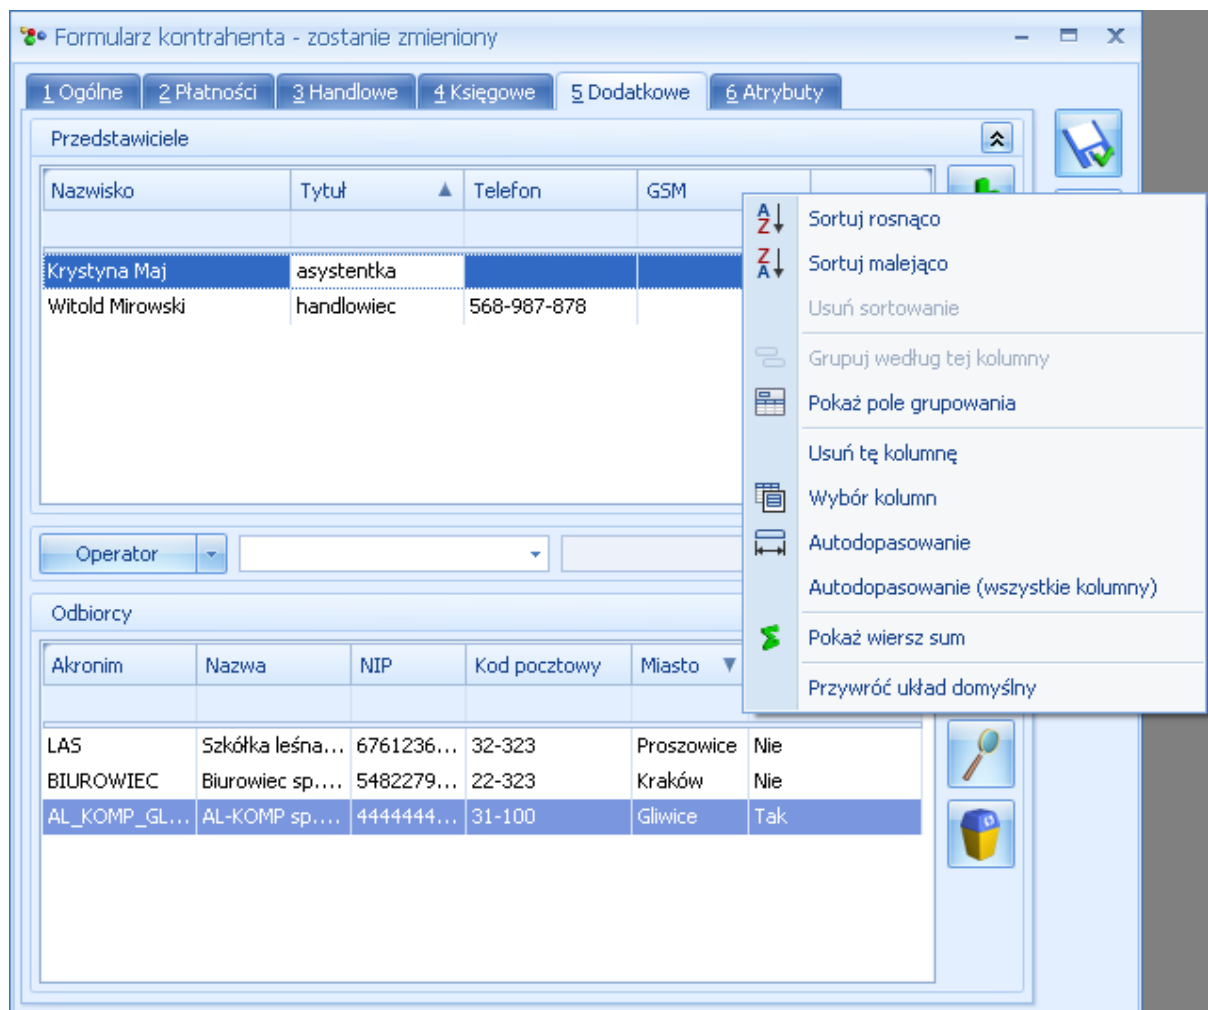 Formularz kontrahenta - zostanie zmieniony
1 Ogólne 2 Płatności 3 Handlowe 4 Księgowe 5 Dodatkowe 6 Atrybuty
Przedstawiciele
Nazwisko Tytuł Telefon GSM
Krystyna Maj asystentka
Witold Mirowski handlowiec 568-987-878
Sortuj rosnąco
Sortuj malejąco
Usuń sortowanie
Grupuj według tej kolumny
Pokaż pole grupowania
Usuń tę kolumnę
Wybór kolumn
Autodopasowanie
Autodopasowanie (wszystkie kolumny)
Pokaż wiersz sum
Przywróć układ domyślny
Operator
Odbiorcy
Akronim Nazwa NIP Kod pocztowy Miasto
LAS Szkółka leśna... 6761236... 32-323 Proszowice Nie
BIUROWIEC Biurowiec sp.... 5482279... 22-323 Kraków Nie
AL_KOMP_GL... AL-KOMP sp.... 4444444... 31-100 Gliwice Tak